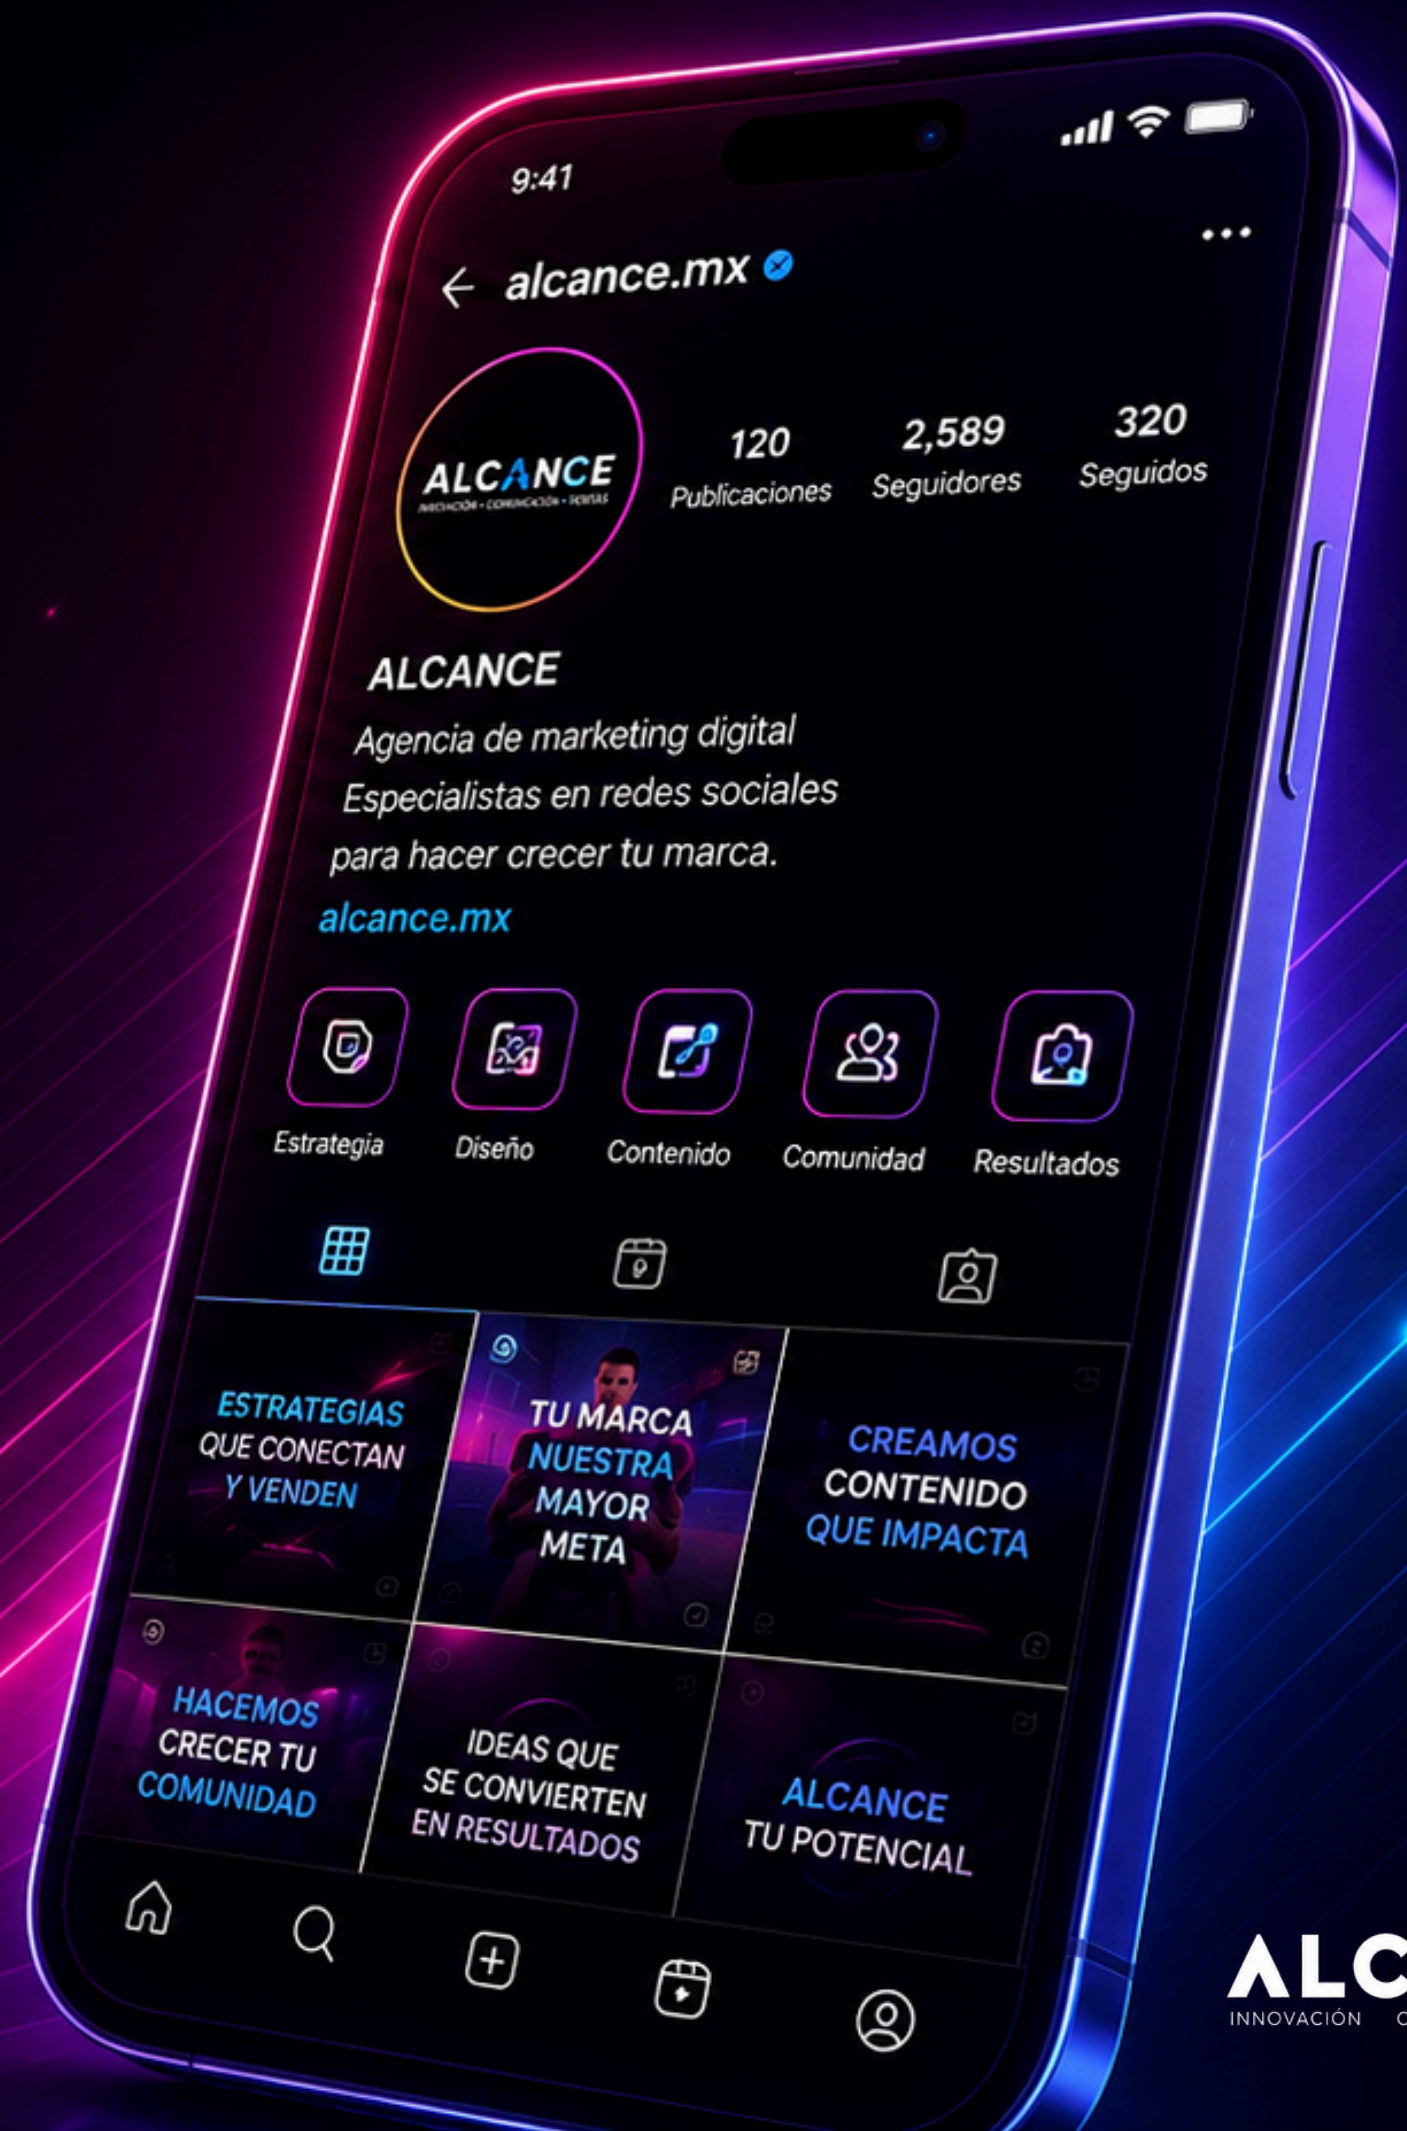 9:41
alcance.mx
ALCANCE
120
Publicaciones
2,589
Seguidores
320
Seguidos
ALCANCE
Agencia de marketing digital
Especialistas en redes sociales
para hacer crecer tu marca.
alcance.mx
Estrategia
Diseño
Contenido
Comunidad
Resultados
ESTRATEGIAS
QUE CONECTAN
Y VENDEN
TU MARCA
NUESTRA
MAYOR
META
CREAMOS
CONTENIDO
QUE IMPACTA
HACEMOS
CRECER TU
COMUNIDAD
IDEAS QUE
SE CONVIERTEN
EN RESULTADOS
ALCANCE
TU POTENCIAL
ALC
INNOVACIÓN